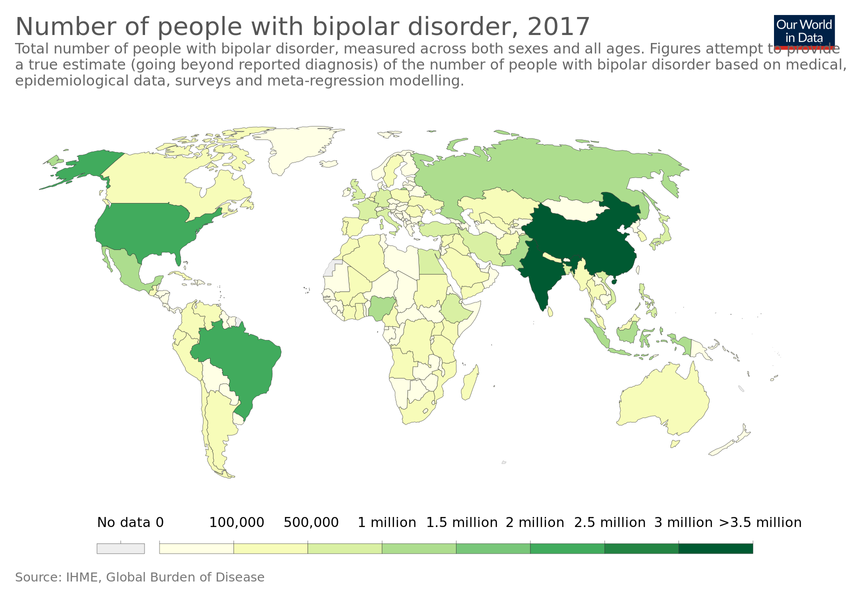 Number of people with bipolar disorder, 2017
Our World
in Data
Total number of people with bipolar disorder, measured across both sexes and all ages. Figures attempt to provide
a true estimate (going beyond reported diagnosis) of the number of people with bipolar disorder based on medical,
epidemiological data, surveys and meta-regression modelling.
No data 0 100,000 500,000 1 million 1.5 million 2 million 2.5 million 3 million >3.5 million
Source: IHME, Global Burden of Disease